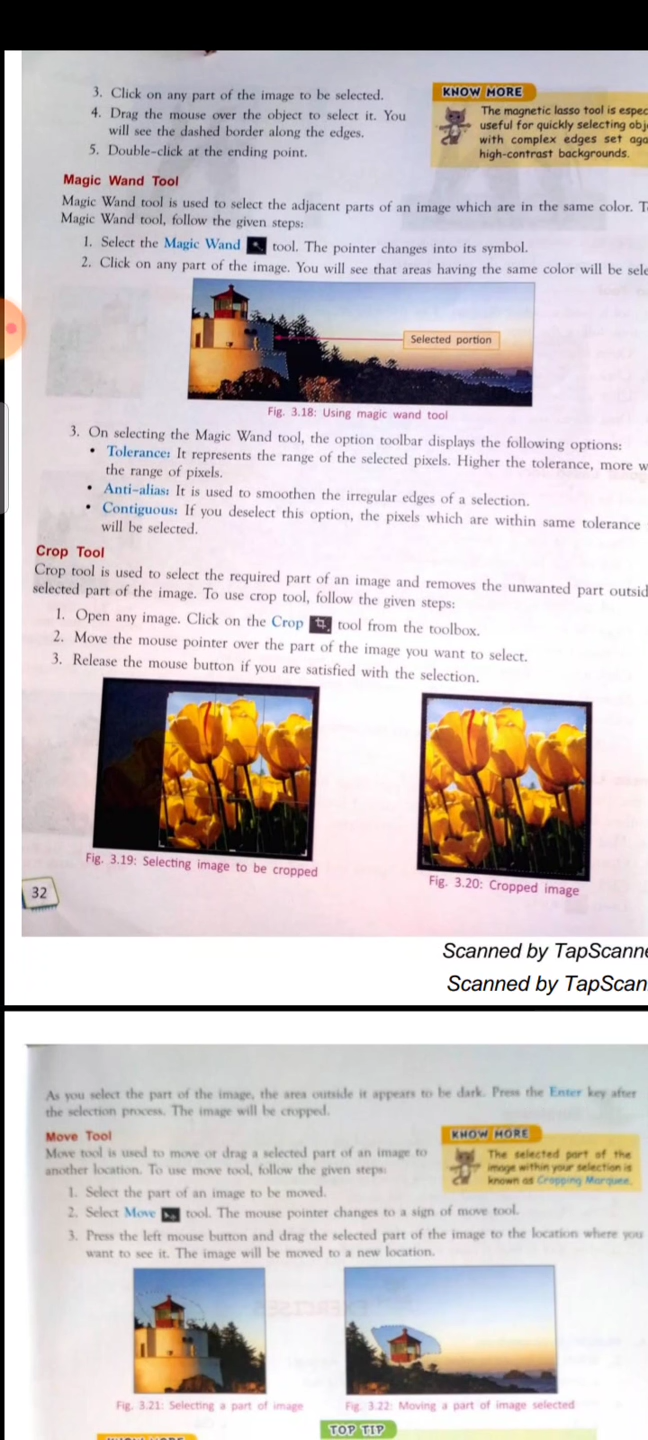 3. Click on any part of the image to be selected.
4. Drag the mouse over the object to select it. You
will see the dashed border along the edges.
5. Double-click at the ending point.
KNOW MORE
The magnetic lasso tool is espec
useful for quickly selecting obj
with complex edges set aga
high-contrast backgrounds.
Magic Wand Tool
Magic Wand tool is used to select the adjacent parts of an image which are in the same color. T
Magic Wand tool, follow the given steps:
1. Select the Magic Wand tool. The pointer changes into its symbol.
2. Click on any part of the image. You will see that areas having the same color will be sele
Selected portion
Fig. 3.18: Using magic wand tool
3. On selecting the Magic Wand tool, the option toolbar displays the following options:
• Tolerance: It represents the range of the selected pixels. Higher the tolerance, more w
the range of pixels.
• Anti-alias: It is used to smoothen the irregular edges of a selection.
• Contiguous: If you deselect this option, the pixels which are within same tolerance
will be selected.
Crop Tool
Crop tool is used to select the required part of an image and removes the unwanted part outsid
selected part of the image. To use crop tool, follow the given steps:
1. Open any image. Click on the Crop tool from the toolbox.
2. Move the mouse pointer over the part of the image you want to select.
3. Release the mouse button if you are satisfied with the selection.
Fig. 3.19: Selecting image to be cropped
Fig. 3.20: Cropped image
32
Scanned by TapScanne
Scanned by TapScan
As you select the part of the image, the area outside it appears to be dark. Press the Enter key after
the selection process. The image will be cropped.
Move Tool
Move tool is used to move or drag a selected part of an image to
another location. To use move tool, follow the given steps:
KNOW MORE
The selected part of the
image within your selection is
known as Cropping Marquee.
1. Select the part of an image to be moved.
2. Select Move tool. The mouse pointer changes to a sign of move tool.
3. Press the left mouse button and drag the selected part of the image to the location where you
want to see it. The image will be moved to a new location.
Fig. 3.21: Selecting a part of image
Fig. 3.22: Moving a part of image selected
TOP TIP